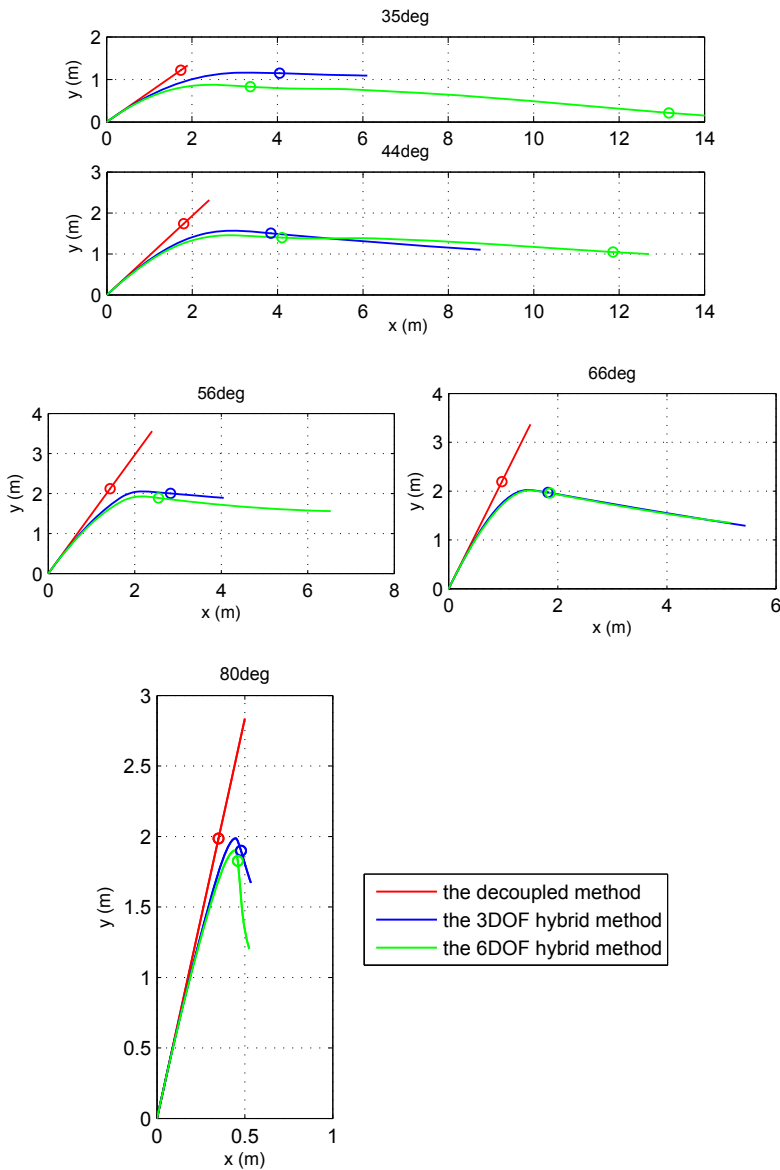 35deg
y (m)
2
1
0
0 2 4 6 8 10 12 14
44deg
y (m)
3
2
1
0
0 2 4 6 8 10 12 14
x (m)
56deg
y (m)
4
3
2
1
0
0 2 4 6 8
x (m)
66deg
y (m)
4
3
2
1
0
0 2 4 6
x (m)
80deg
y (m)
3
2.5
2
1.5
1
0.5
0
0 0.5 1
x (m)
the decoupled method
the 3DOF hybrid method
the 6DOF hybrid method